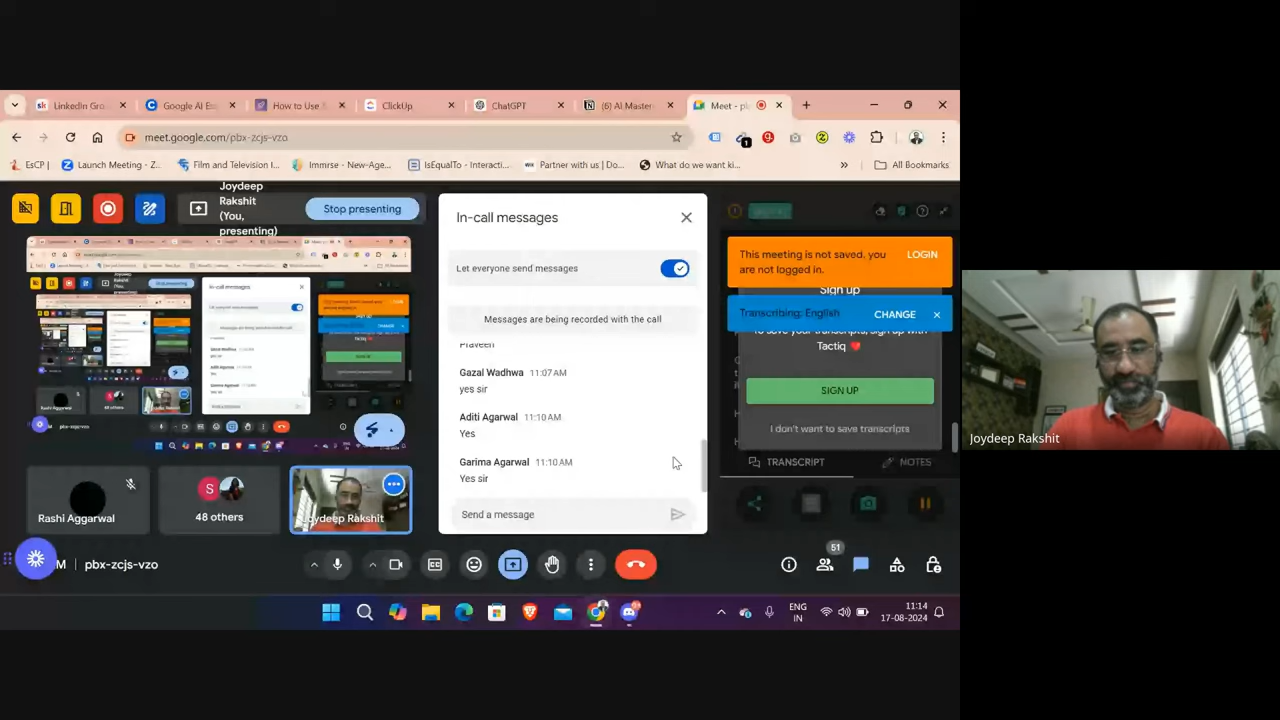 LinkedIn Gro
Google AI Es
How to Use
ClickUp
ChatGPT
(6) AI Master
Meet - p
meet.google.com/pbx-zcjs-vzo
1
EsCP |
Launch Meeting - Z...
Film and Television I...
Immrse - New-Age...
IsEqualTo - Interacti...
Partner with us | Do...
What do we want ki...
All Bookmarks
Joydeep
Rakshit
(You,
presenting)
Stop presenting
In-call messages
Let everyone send messages
Messages are being recorded with the call
Praveen
Gazal Wadhwa 11:07 AM
yes sir
Aditi Agarwal 11:10 AM
Yes
Garima Agarwal 11:10 AM
Yes sir
Send a message
This meeting is not saved, you
are not logged in.
LOGIN
Sign up
Transcribing: English
CHANGE
To save your transcripts, sign up with
Tactiq
SIGN UP
I don't want to save transcripts
TRANSCRIPT
NOTES
In-call messages
Rashi Aggarwal
S
48 others
Joydeep Rakshit
M | pbx-zcjs-vzo
51
ENG
IN
11:14
17-08-2024
Joydeep Rakshit